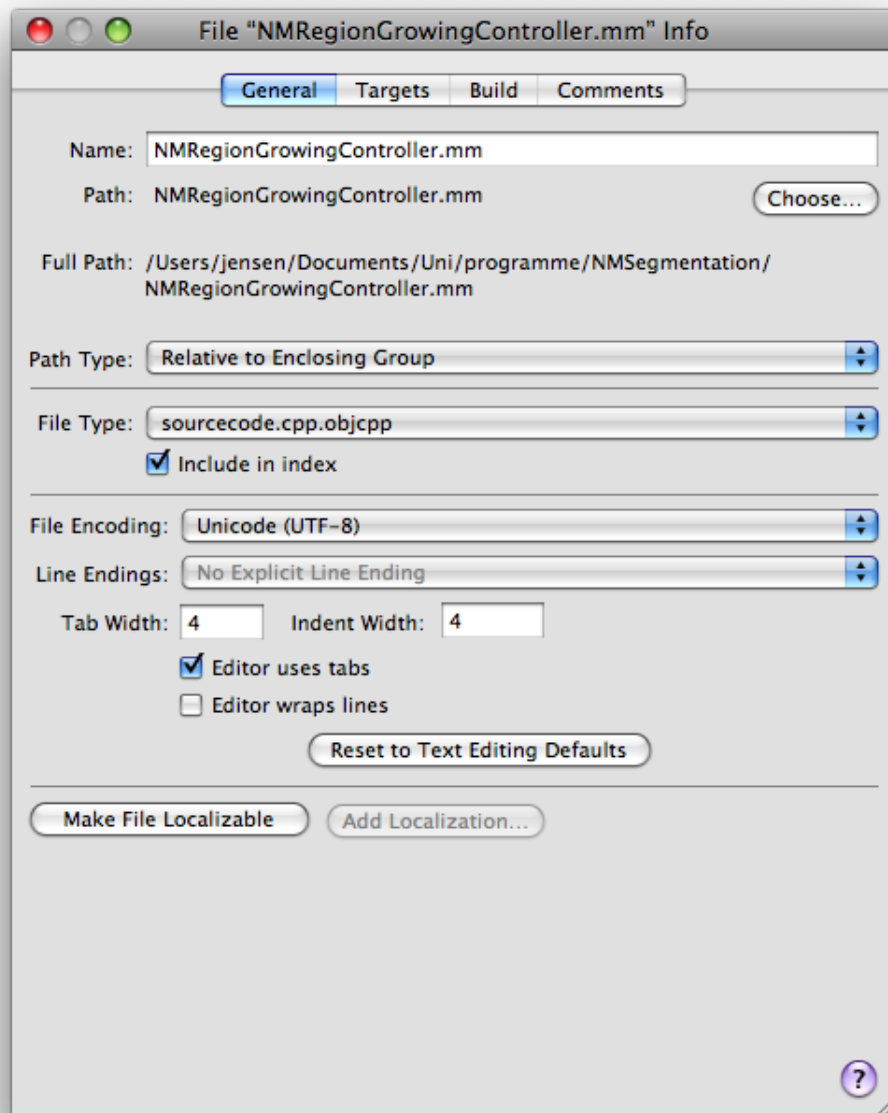 File “NMRegionGrowingController.mm” Info
General Targets Build Comments
Name: NMRegionGrowingController.mm
Path: NMRegionGrowingController.mm Choose...
Full Path: /Users/jensen/Documents/Uni/programme/NMSegmentation/
NMRegionGrowingController.mm
Path Type: Relative to Enclosing Group
File Type: sourcecode.cpp.objcpp
Include in index
File Encoding: Unicode (UTF-8)
Line Endings: No Explicit Line Ending
Tab Width: 4 Indent Width: 4
Editor uses tabs
Editor wraps lines
Reset to Text Editing Defaults
Make File Localizable Add Localization...
?